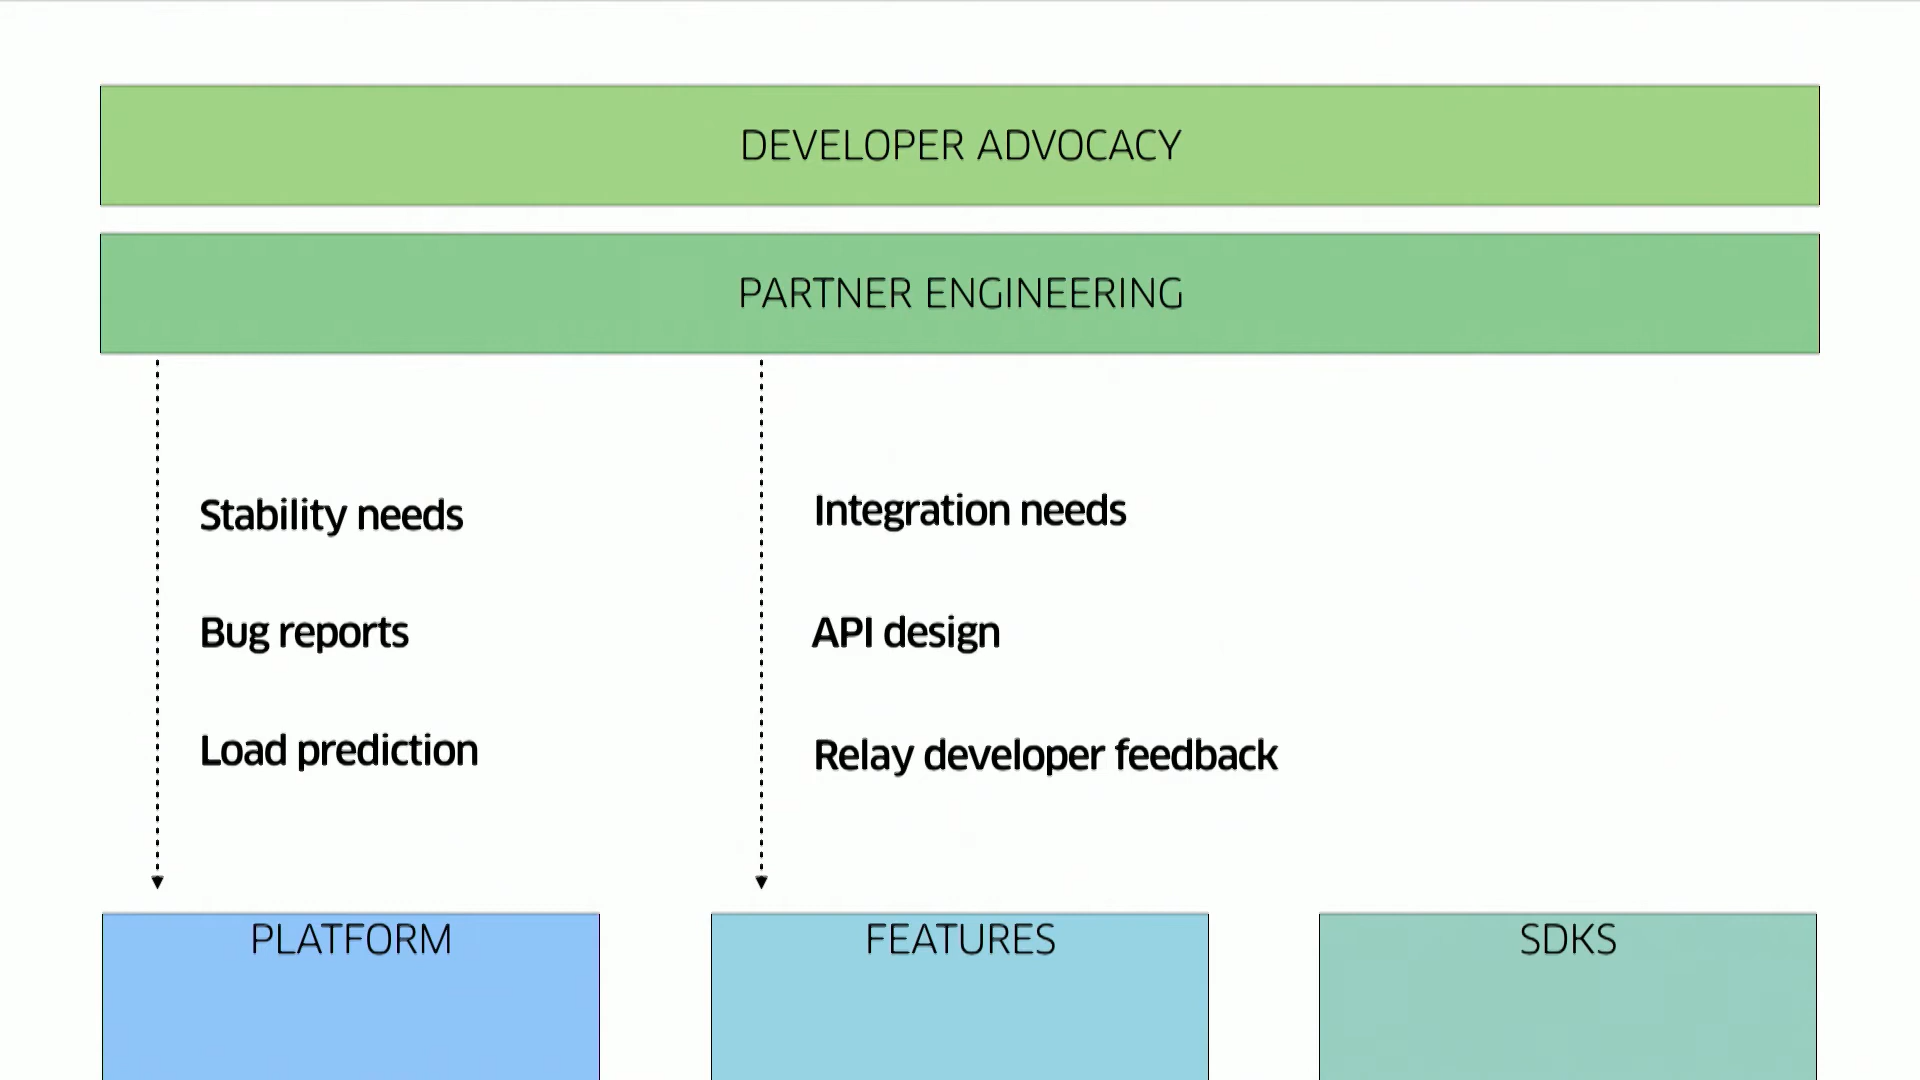 DEVELOPER ADVOCACY
PARTNER ENGINEERING
Stability needs
Bug reports
Load prediction
Integration needs
API design
Relay developer feedback
PLATFORM
FEATURES
SDKS